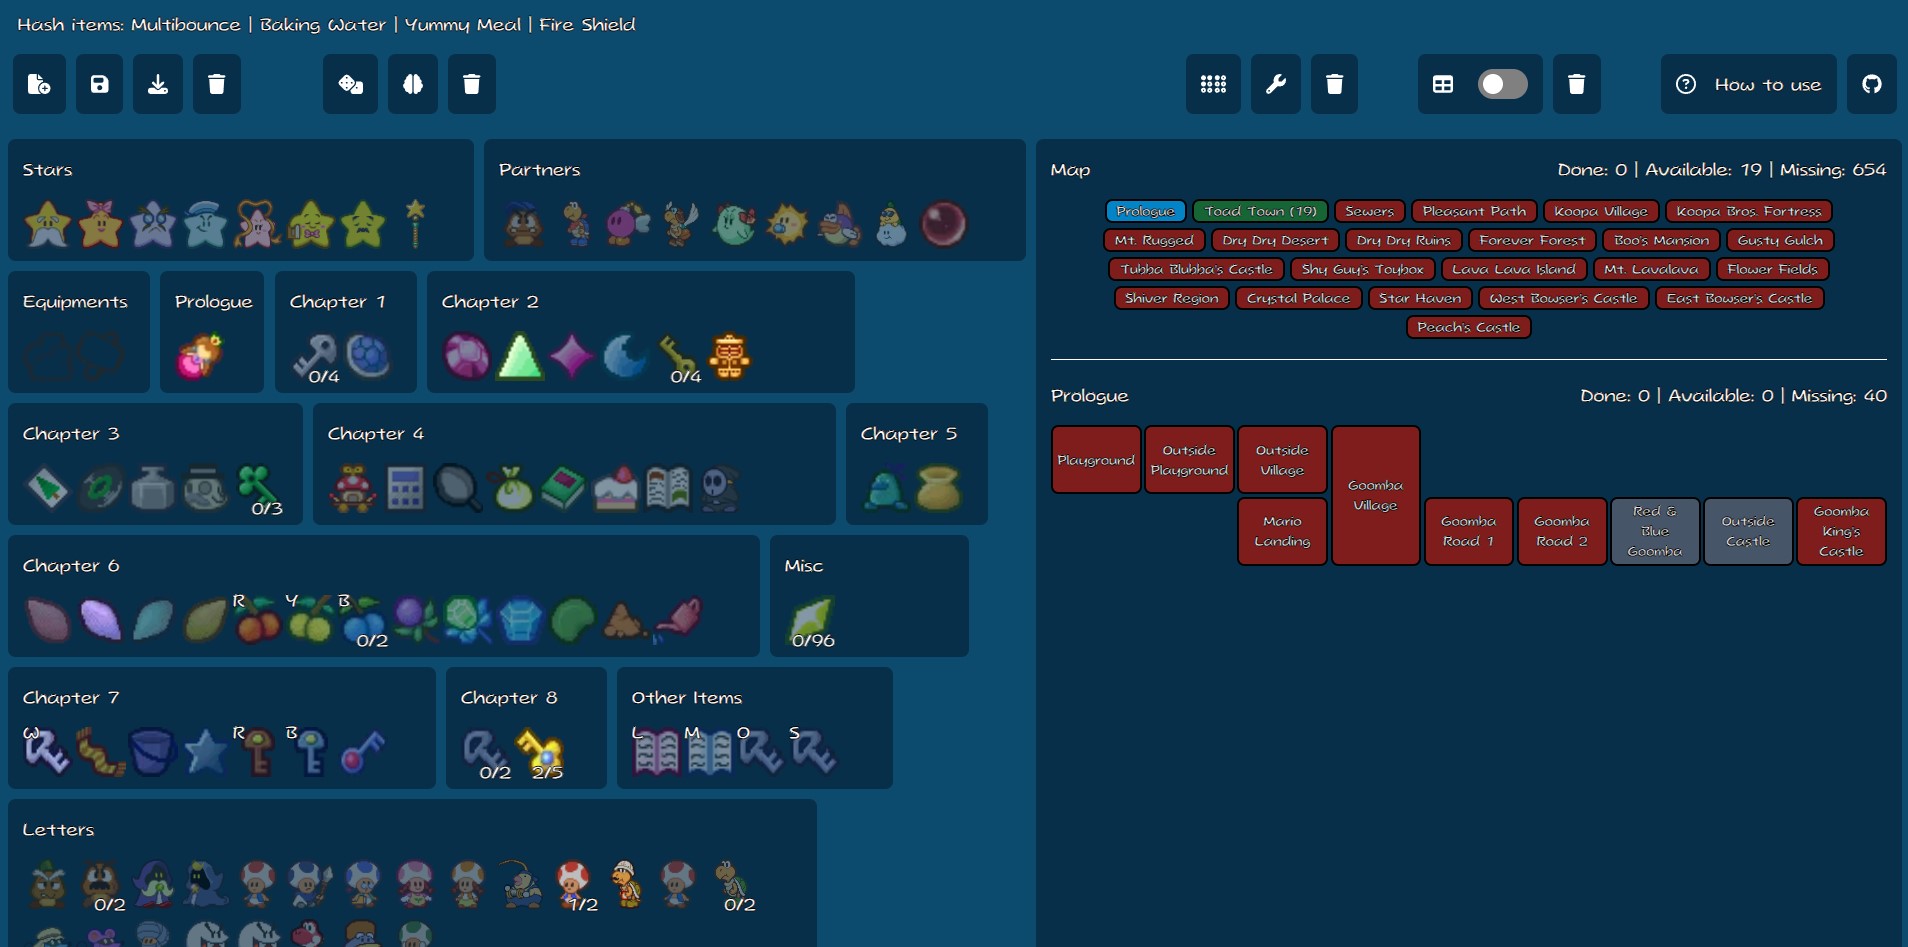 Hash items: Multibounce | Baking Water | Yummy Meal | Fire Shield
How to use
Stars
Partners
Equipments
Prologue
Chapter 1
0/4
Chapter 2
0/4
Chapter 3
0/3
Chapter 4
Chapter 5
Chapter 6
R Y B
0/2
Misc
0/96
Chapter 7
W R B
Chapter 8
0/2 2/5
Other Items
L M O S
Letters
0/2 1/2 0/2
Map
Done: 0 | Available: 19 | Missing: 654
Prologue Toad Town (19) Sewers Pleasant Path Koopa Village Koopa Bros. Fortress
Mt. Rugged Dry Dry Desert Dry Dry Ruins Forever Forest Boo's Mansion Gusty Gulch
Tubba Blubba's Castle Shy Guy's Toybox Lava Lava Island Mt. Lavalava Flower Fields
Shiver Region Crystal Palace Star Haven West Bowser's Castle East Bowser's Castle
Peach's Castle
Prologue
Done: 0 | Available: 0 | Missing: 40
Playground
Outside
Playground
Outside
Village
Goomba
Village
Mario
Landing
Goomba
Road 1
Goomba
Road 2
Red &
Blue
Goomba
Outside
Castle
Goomba
King's
Castle